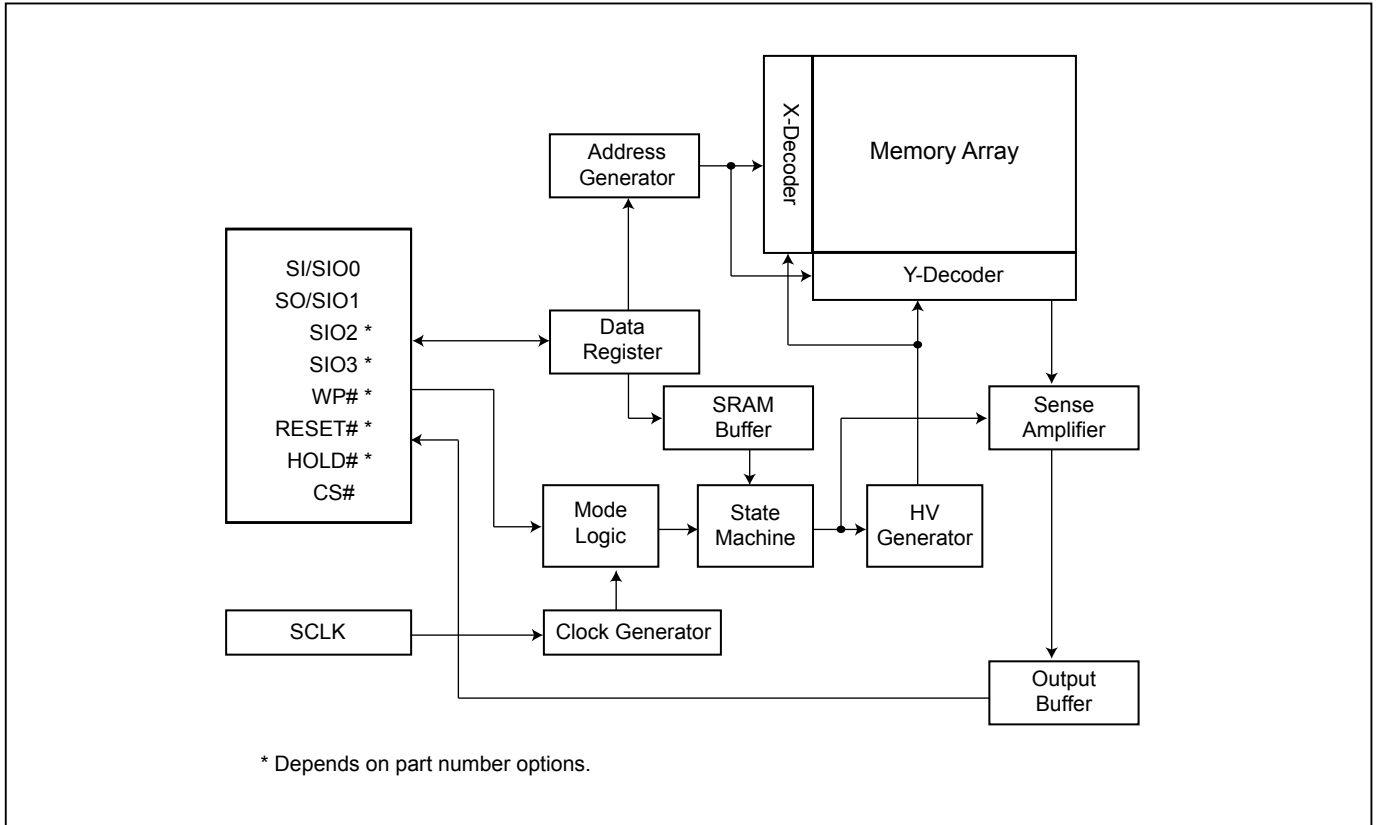 X-Decoder
Memory Array
Address
Generator
Y-Decoder
SI/SIO0
SO/SIO1
SIO2 *
SIO3 *
WP# *
RESET# *
HOLD# *
CS#
Data
Register
SRAM
Buffer
Sense
Amplifier
Mode
Logic
State
Machine
HV
Generator
SCLK
Clock Generator
Output
Buffer
* Depends on part number options.